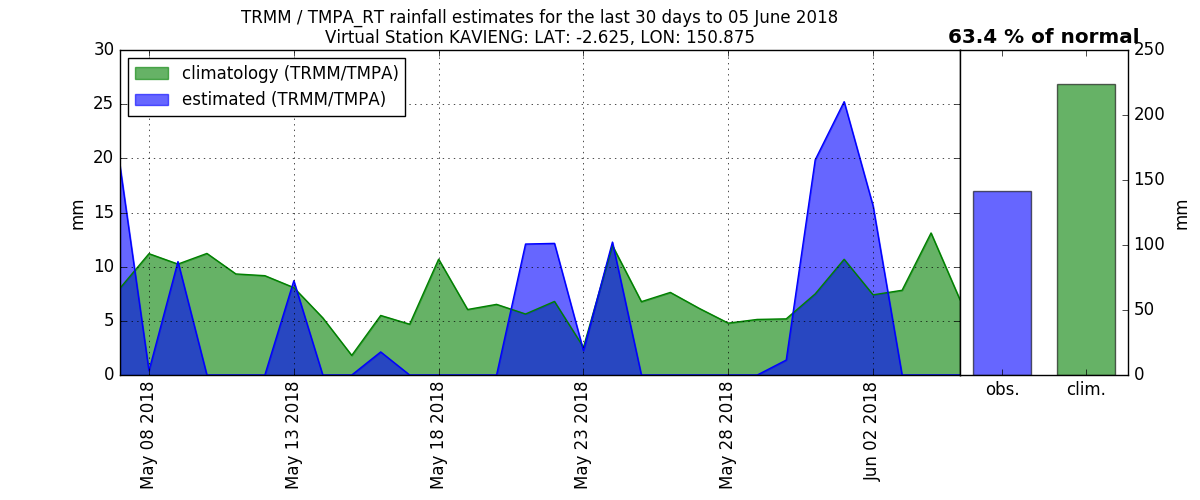 TRMM / TMPA_RT rainfall estimates for the last 30 days to 05 June 2018
Virtual Station KAVIENG: LAT: -2.625, LON: 150.875
63.4 % of normal
climatology (TRMM/TMPA)
estimated (TRMM/TMPA)
30
25
20
15
10
5
0
mm
May 08 2018
May 13 2018
May 18 2018
May 23 2018
May 28 2018
Jun 02 2018
obs.
clim.
250
200
150
100
50
0
mm